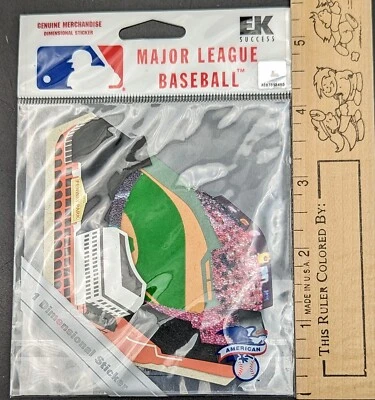 GENUINE MERCHANDISE
DIMENSIONAL STICKER
EK
SUCCESS
MAJOR LEAGUE
BASEBALL™
1 Dimensional Sticker
AMERICAN
5
4
3
2
1
MADE IN U.S.A.
THIS RULER COLORED BY: